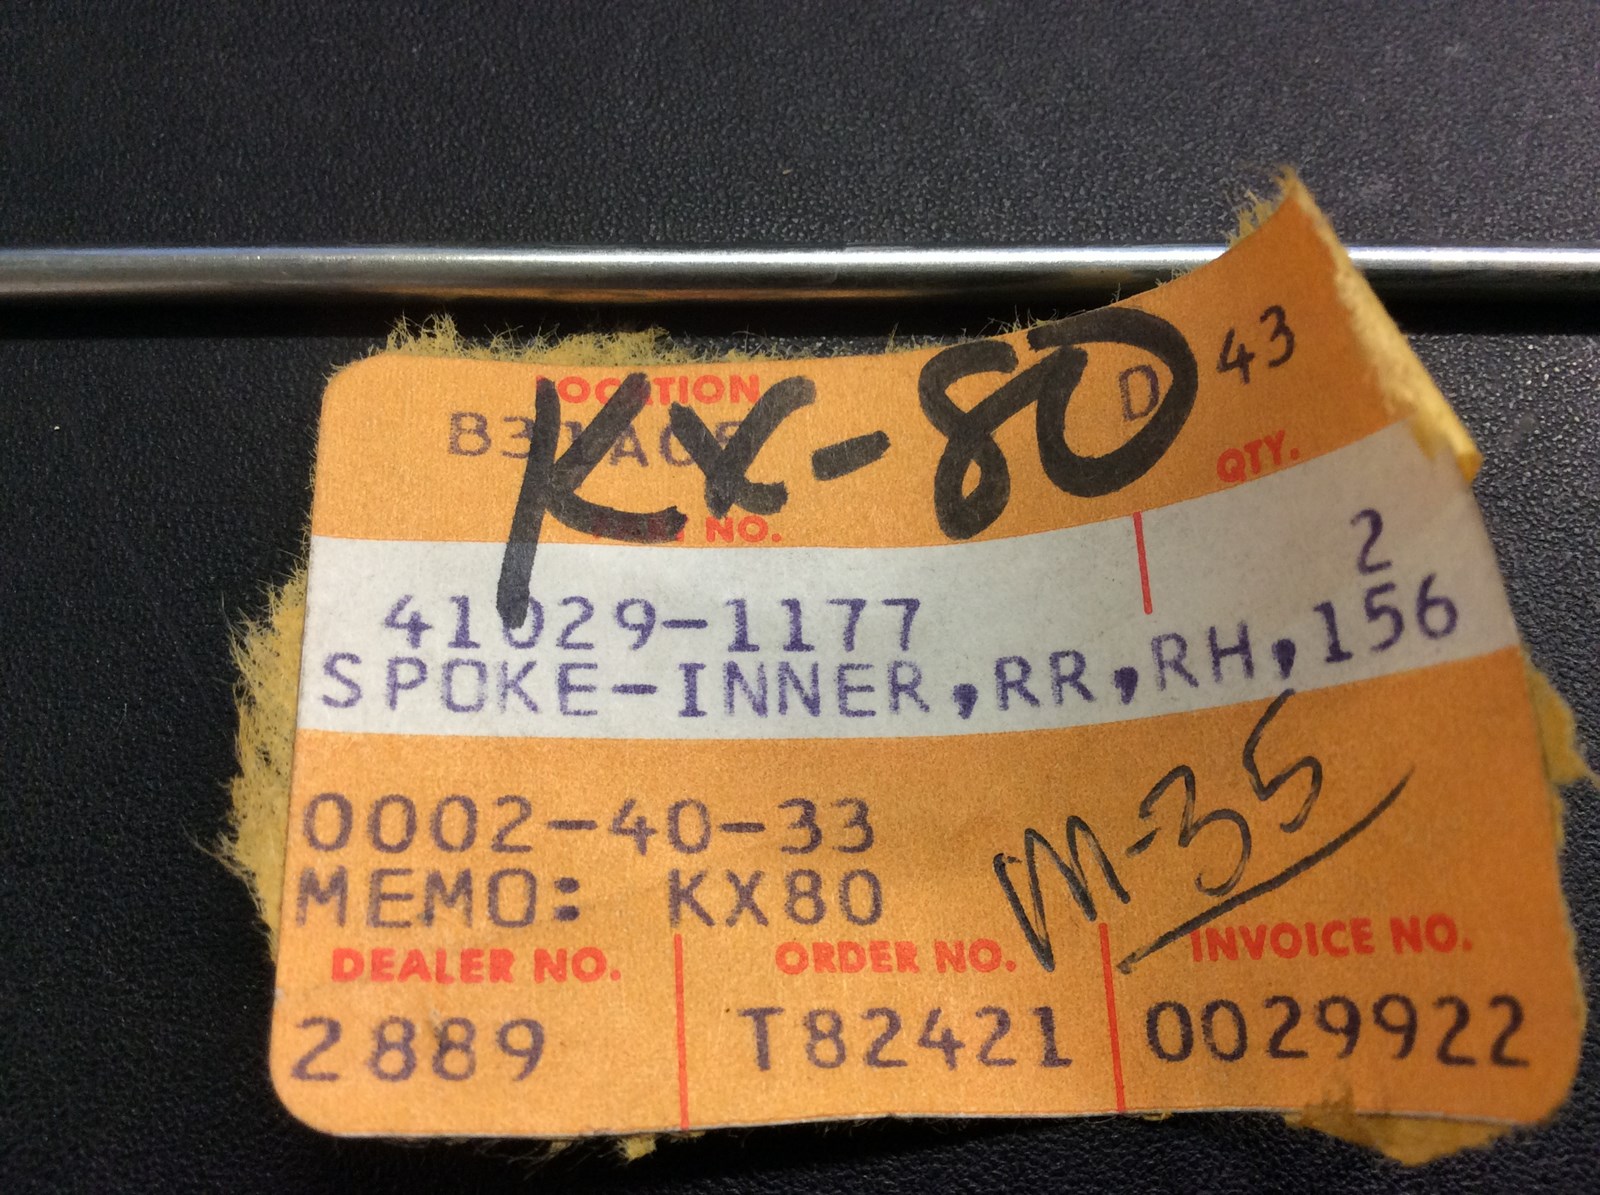 LOCATION
KX-80
D 43
PART NO.
QTY.
2
41029-1177
SPOKE-INNER,RR,RH,156
M-35
0002-40-33
MEMO: KX80
DEALER NO. ORDER NO. INVOICE NO.
2889 T82421 0029922